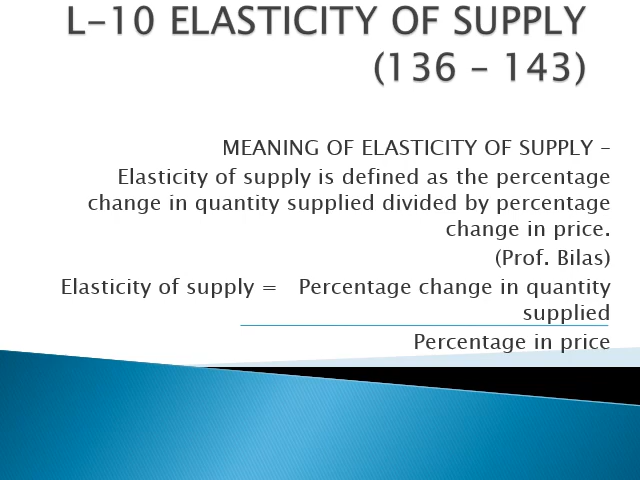 L-10 ELASTICITY OF SUPPLY
(136 – 143)
MEANING OF ELASTICITY OF SUPPLY –
Elasticity of supply is defined as the percentage
change in quantity supplied divided by percentage
change in price.
(Prof. Bilas)
Elasticity of supply = Percentage change in quantity
supplied
Percentage in price